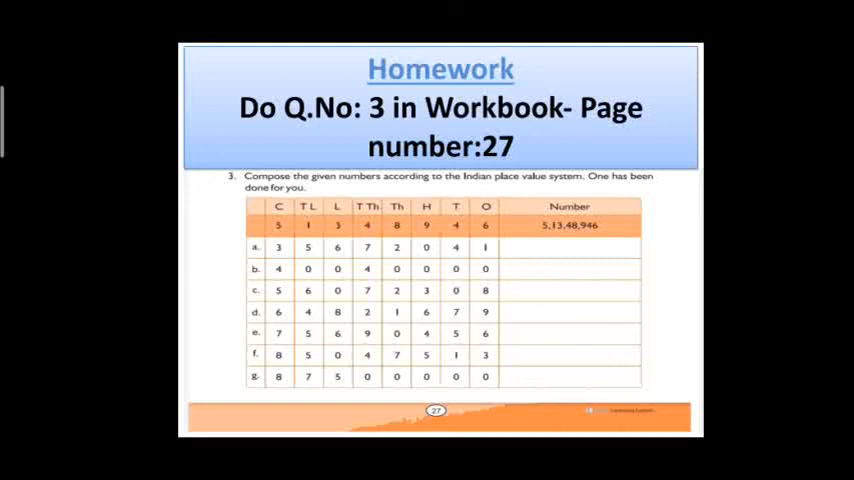 Homework
Do Q.No: 3 in Workbook- Page
number:27
3. Compose the given numbers according to the Indian place value system. One has been
done for you.
C T L L T Th Th H T O Number
5 1 3 4 8 9 4 6 5,13,48,946
a. 3 5 6 7 2 0 4 1
b. 4 0 0 4 0 0 0 0
c. 5 6 0 7 2 3 0 8
d. 6 4 8 2 1 6 7 9
e. 7 5 6 9 0 4 5 6
f. 8 5 0 4 7 5 1 3
g. 8 7 5 0 0 0 0 0
27